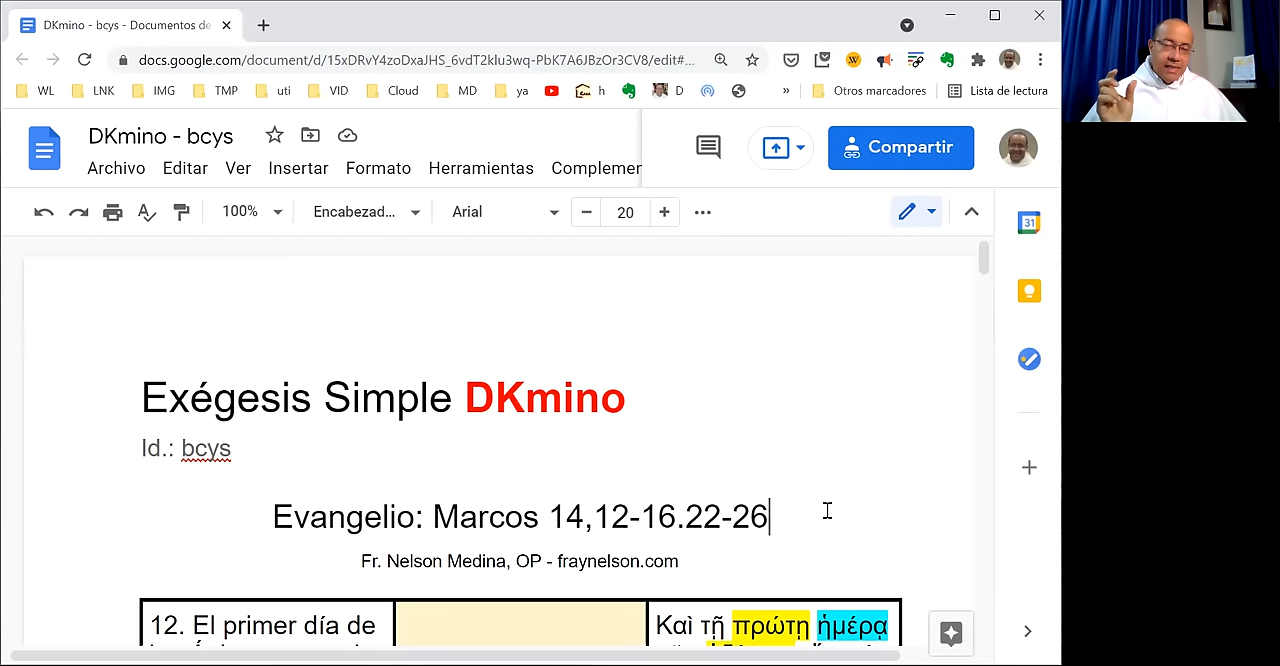 DKmino - bcys - Documentos de
docs.google.com/document/d/15xDRvY4zoDxaJHS_6vdT2klu3wq-PbK7A6JBzOr3CV8/edit#...
WL LNK IMG TMP uti VID Cloud MD ya h D » Otros marcadores Lista de lectura
DKmino - bcys
Archivo Editar Ver Insertar Formato Herramientas Complemen
Compartir
100% Encabezad... Arial 20
31
Exégesis Simple DKmino
Id.: bcys
Evangelio: Marcos 14,12-16.22-26
Fr. Nelson Medina, OP - fraynelson.com
12. El primer día de
Καὶ τῇ πρώτῃ ἡμέρᾳ